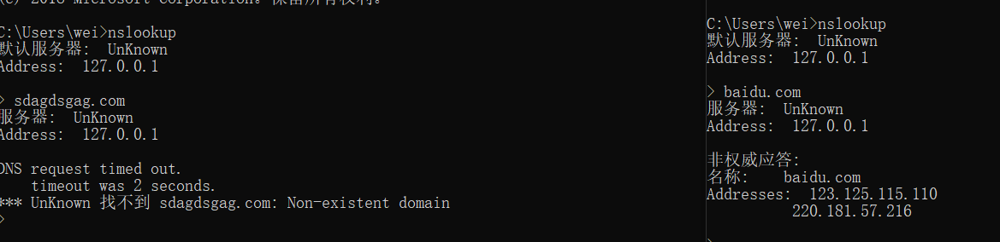 (c) 2018 Microsoft Corporation。保留所有权利。
C:\Users\wei>nslookup
默认服务器:  UnKnown
Address:  127.0.0.1
> sdagdsgag.com
服务器:  UnKnown
Address:  127.0.0.1
DNS request timed out.
    timeout was 2 seconds.
*** UnKnown 找不到 sdagdsgag.com: Non-existent domain
>
C:\Users\wei>nslookup
默认服务器:  UnKnown
Address:  127.0.0.1
> baidu.com
服务器:  UnKnown
Address:  127.0.0.1
非权威应答:
名称:    baidu.com
Addresses:  123.125.115.110
          220.181.57.216
>